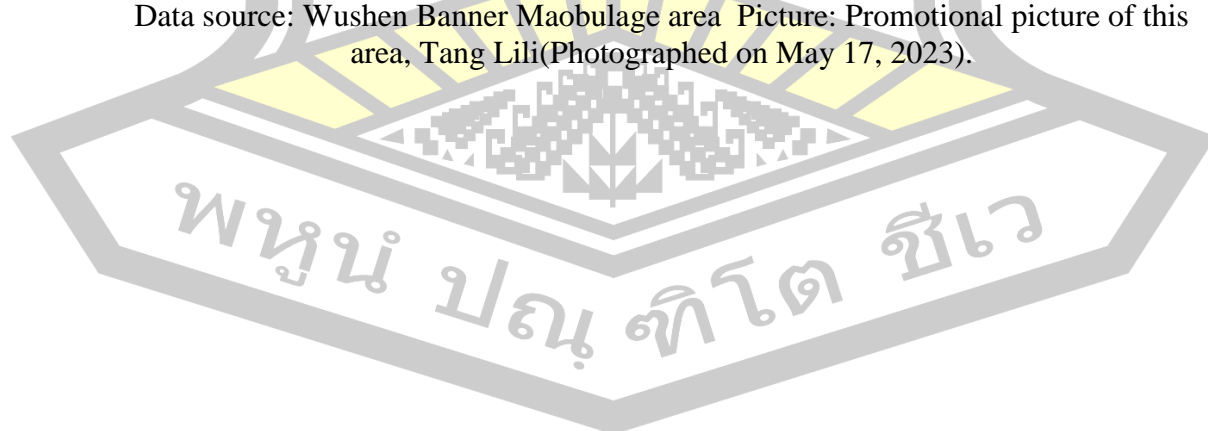 Data source: Wushen Banner Maobulage area  Picture: Promotional picture of this
area, Tang Lili(Photographed on May 17, 2023).
พหูนํ ปณฺฑิโต ชีเว